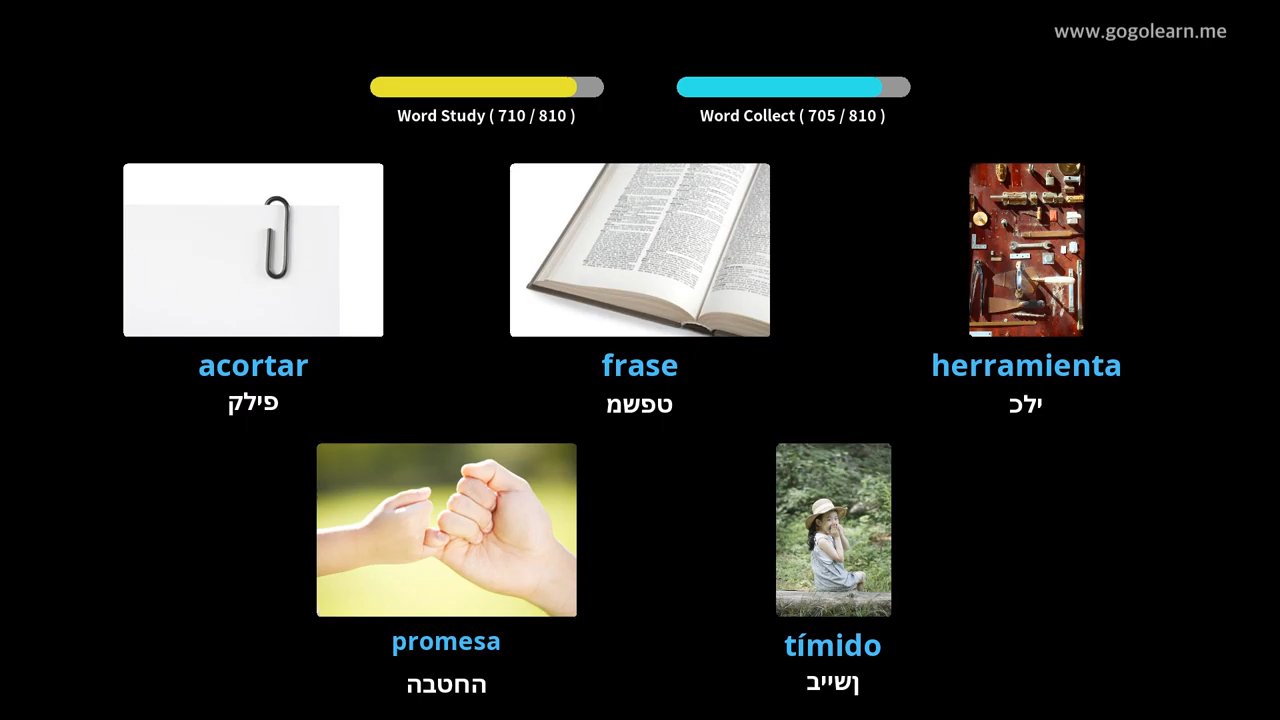 www.gogolearn.me
Word Study ( 710 / 810 )
Word Collect ( 705 / 810 )
acortar
פילק
frase
טפשמ
herramienta
ילכ
promesa
החטבה
tímido
ןשייב